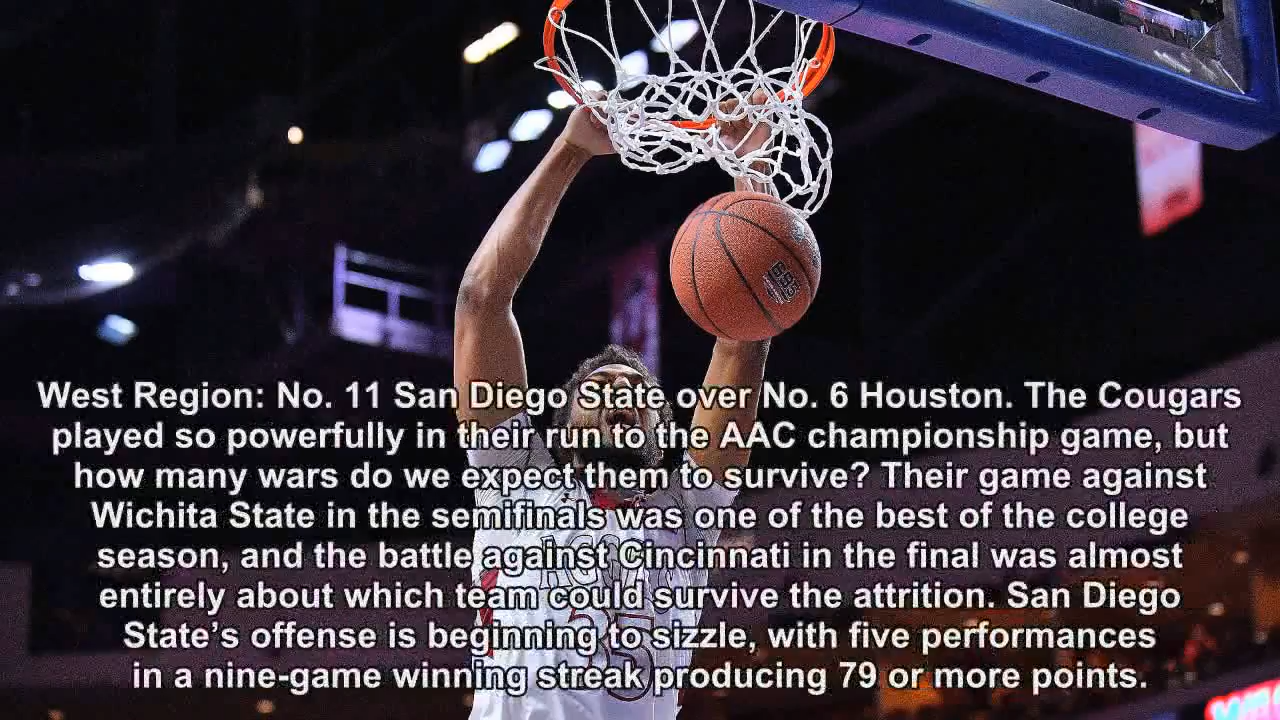 West Region: No. 11 San Diego State over No. 6 Houston. The Cougars
played so powerfully in their run to the AAC championship game, but
how many wars do we expect them to survive? Their game against
Wichita State in the semifinals was one of the best of the college
season, and the battle against Cincinnati in the final was almost
entirely about which team could survive the attrition. San Diego
State’s offense is beginning to sizzle, with five performances
in a nine-game winning streak producing 79 or more points.
35